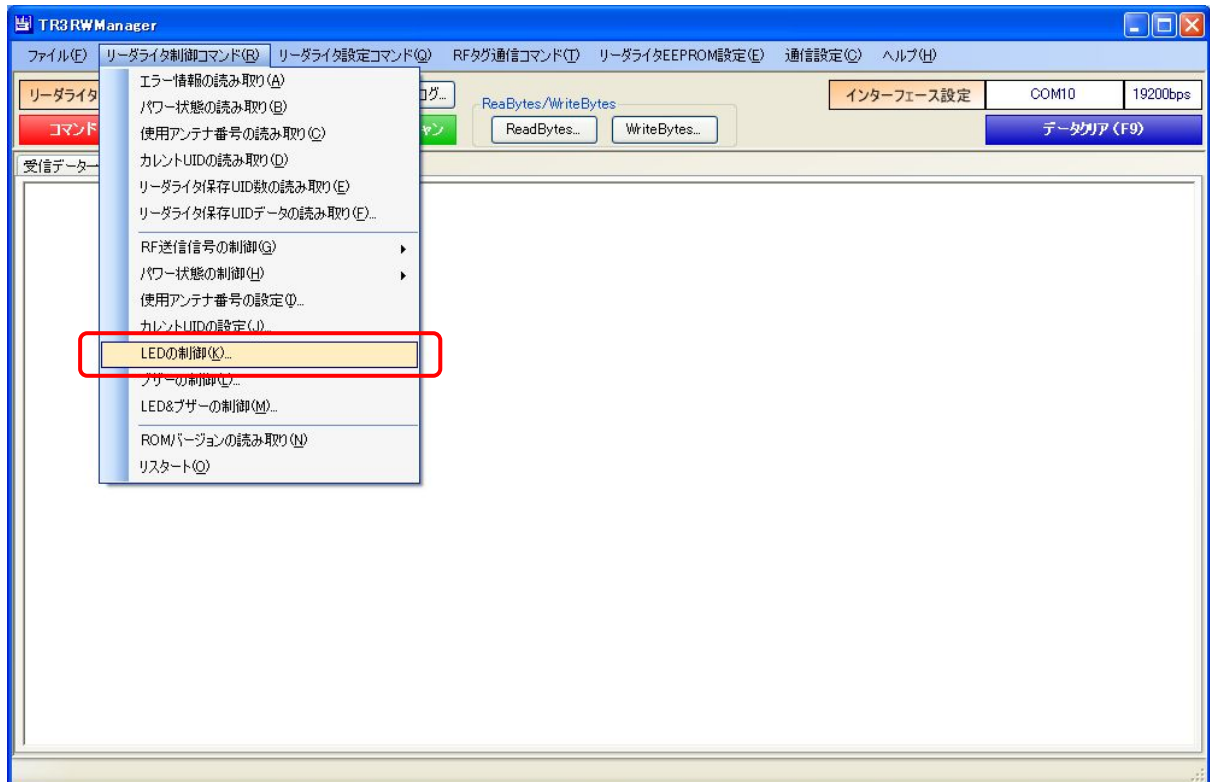 TR3RWManager
ファイル(F) リーダライタ制御コマンド(R) リーダライタ設定コマンド(Q) RFタグ通信コマンド(T) リーダライタEEPROM設定(E) 通信設定(C) ヘルプ(H)
リーダライタ
ログ...
コマンド
ReaBytes/WriteBytes
ReadBytes...
WriteBytes...
インターフェース設定
COM10
19200bps
データクリア(F9)
受信データ
エラー情報の読み取り(A)
パワー状態の読み取り(B)
使用アンテナ番号の読み取り(C)
カレントUIDの読み取り(D)
リーダライタ保存UID数の読み取り(E)
リーダライタ保存UIDデータの読み取り(F)...
RF送信信号の制御(G)
パワー状態の制御(H)
使用アンテナ番号の設定(I)...
カレントUIDの設定(J)...
LEDの制御(K)...
ブザーの制御(L)...
LED&ブザーの制御(M)...
ROMバージョンの読み取り(N)
リスタート(O)